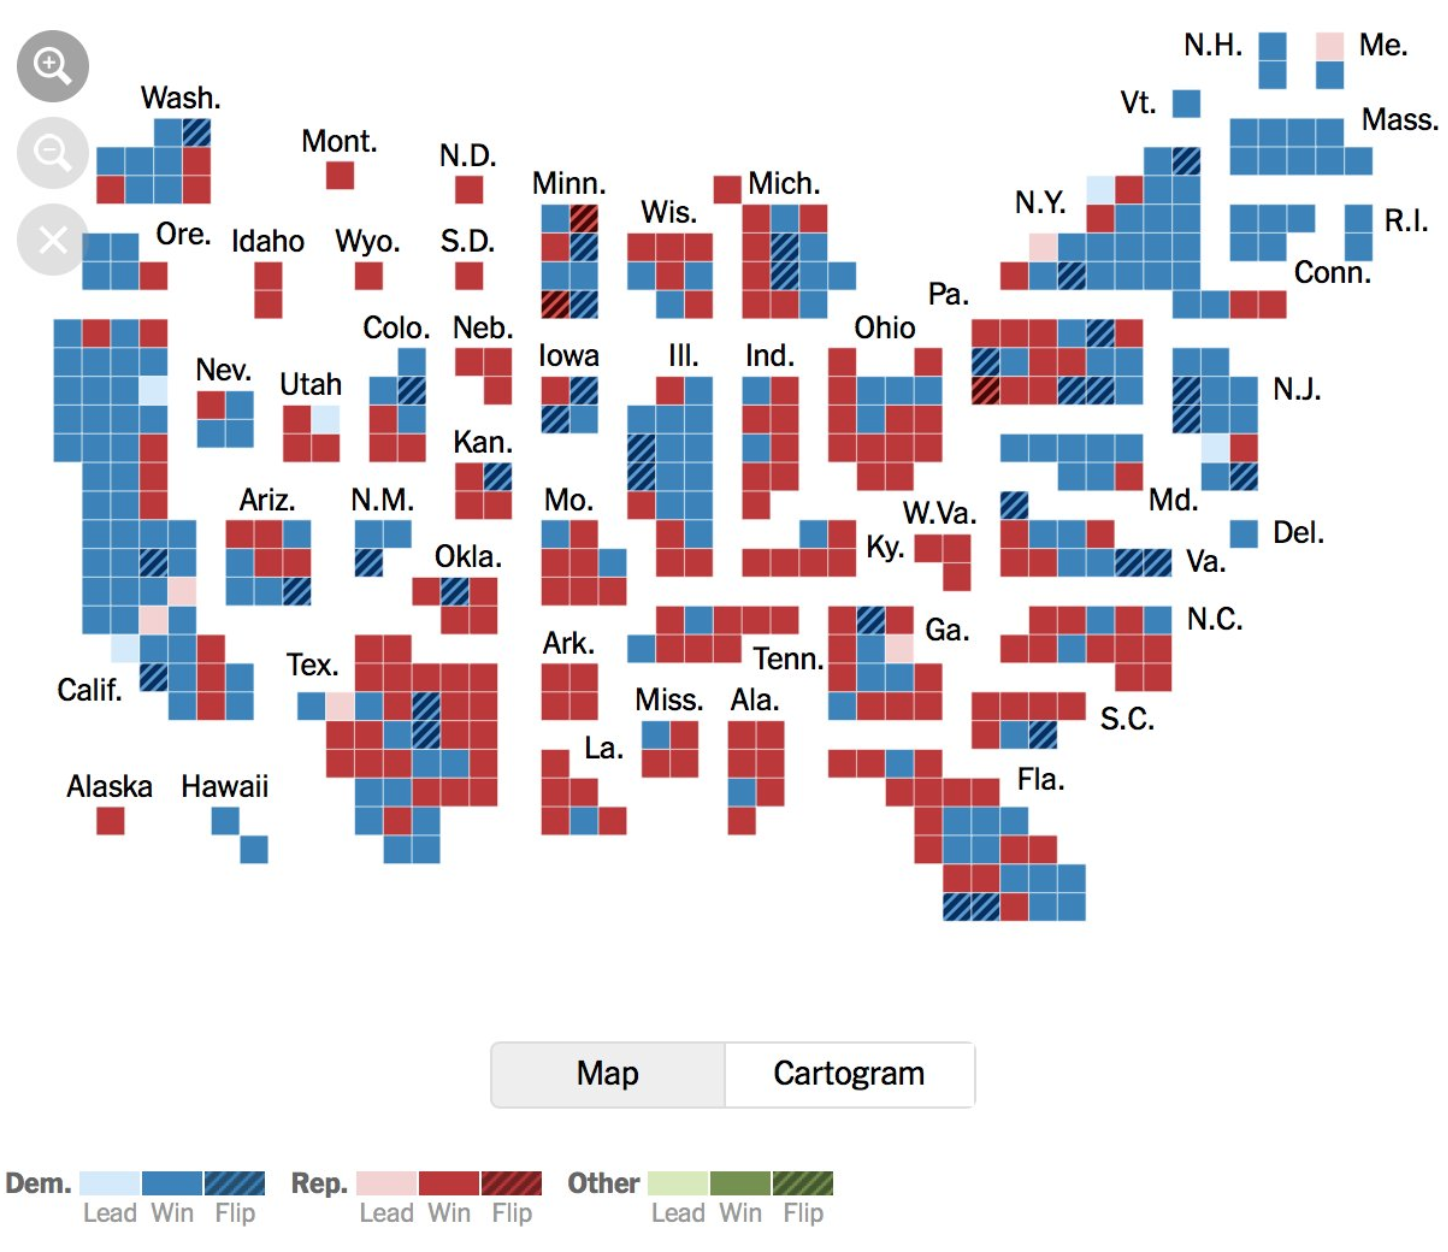 N.H.
Me.
Wash.
Vt.
Mass.
Mont.
N.D.
Minn.
Mich.
N.Y.
Wis.
R.I.
Ore.
Idaho
Wyo.
S.D.
Conn.
Pa.
Colo.
Neb.
Ohio
Iowa
Ill.
Ind.
Nev.
Utah
N.J.
Kan.
Ariz.
N.M.
Mo.
Md.
W.Va.
Del.
Ky.
Okla.
Va.
N.C.
Ga.
Ark.
Tenn.
Tex.
Calif.
Miss.
Ala.
S.C.
La.
Fla.
Alaska
Hawaii
Map
Cartogram
Dem.
Rep.
Other
Lead Win Flip
Lead Win Flip
Lead Win Flip